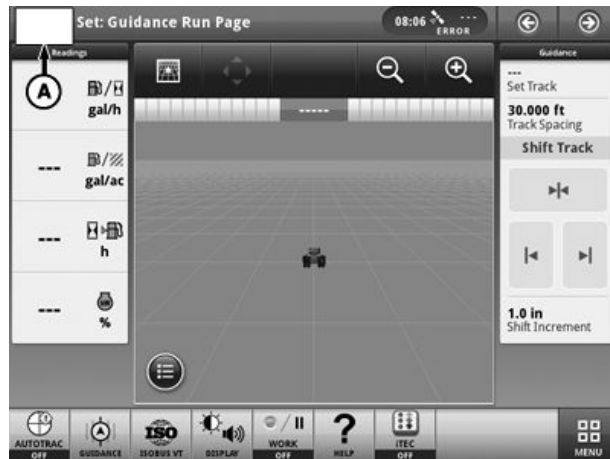 Set: Guidance Run Page
08:06
---
ERROR
Readings
A
gal/h
---
gal/ac
---
h
---
%
-----
Guidance
---
Set Track
30.000 ft
Track Spacing
Shift Track
1.0 in
Shift Increment
AUTOTRAC
OFF
GUIDANCE
ISO
ISOBUS VT
DISPLAY
WORK
OFF
?
HELP
iTEC
OFF
MENU